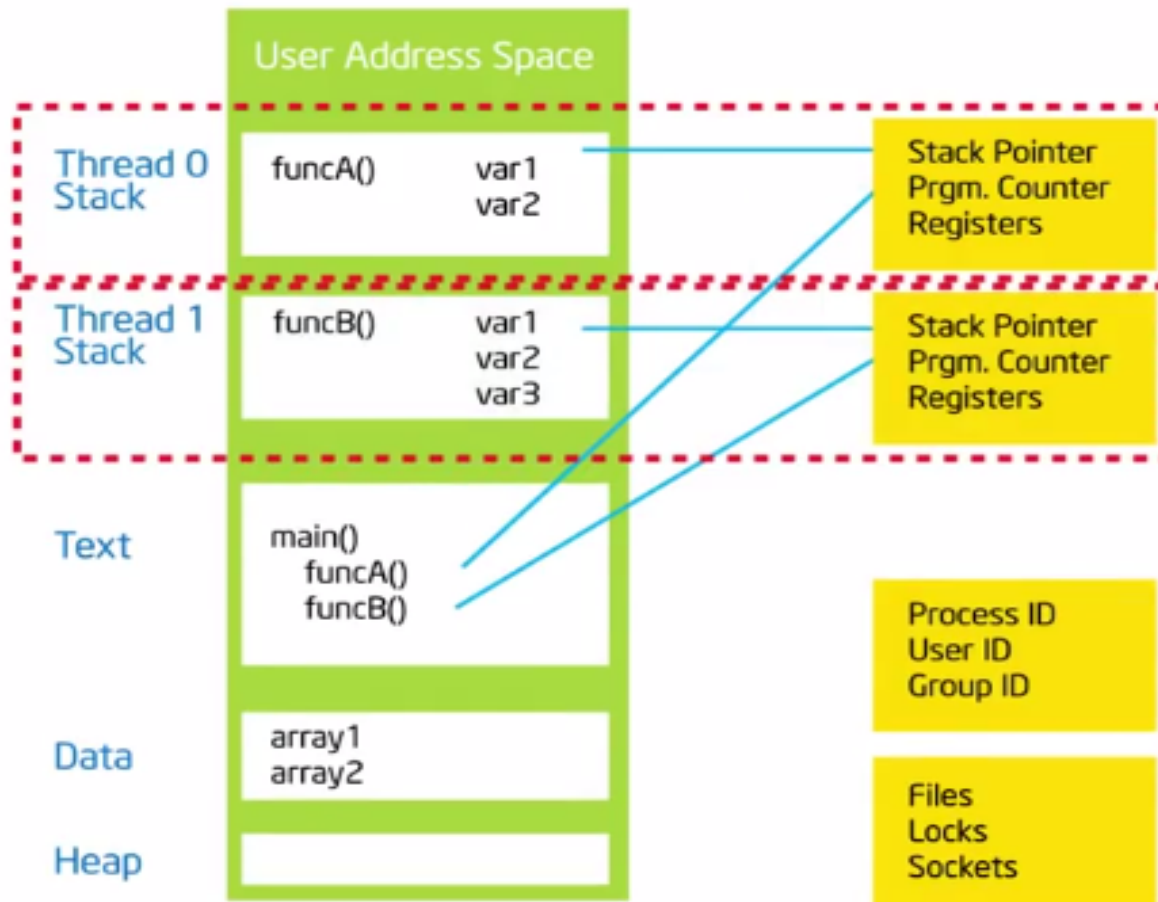 User Address Space
Thread 0
Stack
funcA() var1
var2
Stack Pointer
Prgm. Counter
Registers
Thread 1
Stack
funcB() var1
var2
var3
Stack Pointer
Prgm. Counter
Registers
Text
main()
funcA()
funcB()
Process ID
User ID
Group ID
Data
array1
array2
Files
Locks
Sockets
Heap